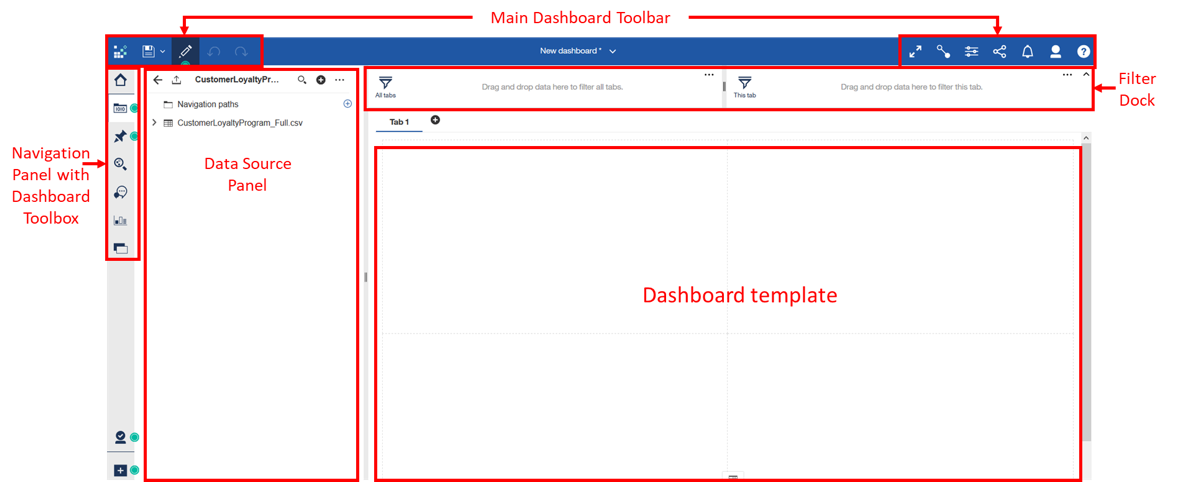 Main Dashboard Toolbar
New dashboard *
?
CustomerLoyaltyPr...
Navigation paths
CustomerLoyaltyProgram_Full.csv
All tabs
Drag and drop data here to filter all tabs.
This tab
Drag and drop data here to filter this tab.
Filter
Dock
Tab 1
Navigation
Panel with
Dashboard
Toolbox
Data Source
Panel
Dashboard template